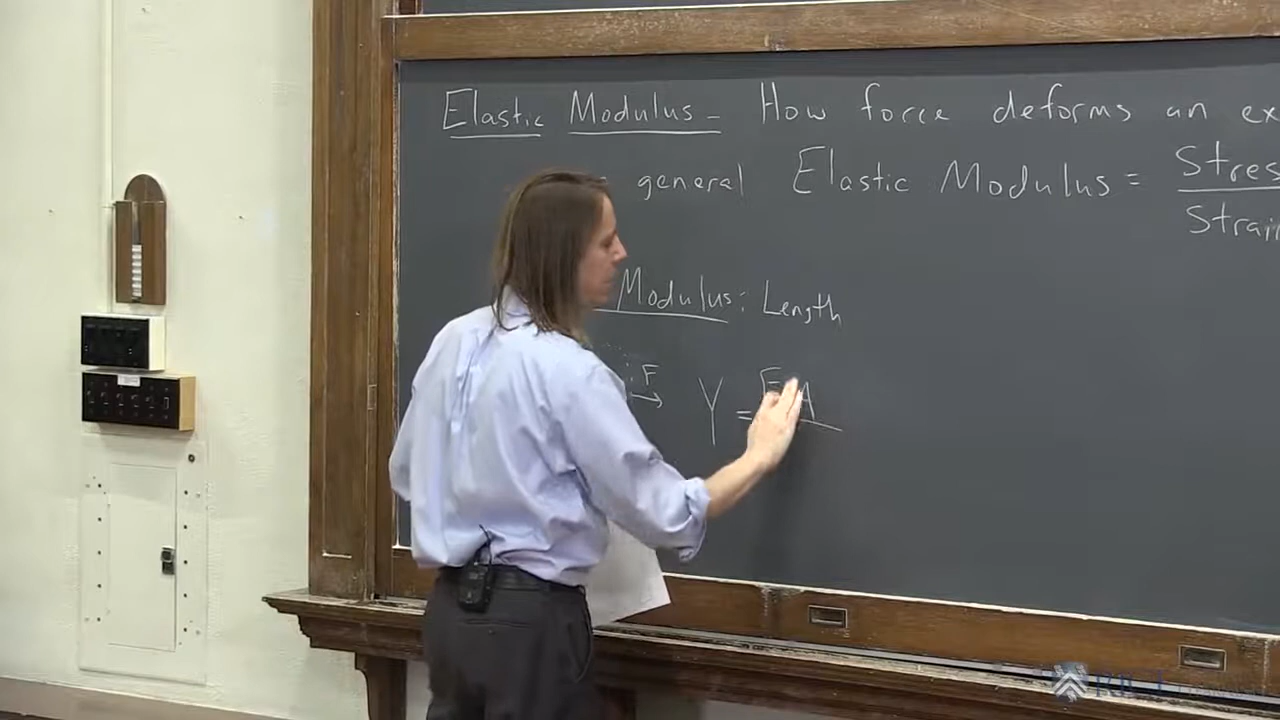 Elastic Modulus - How force deforms an ex
general Elastic Modulus = Stres
Strai
Modulus: Length
F
Y = F A